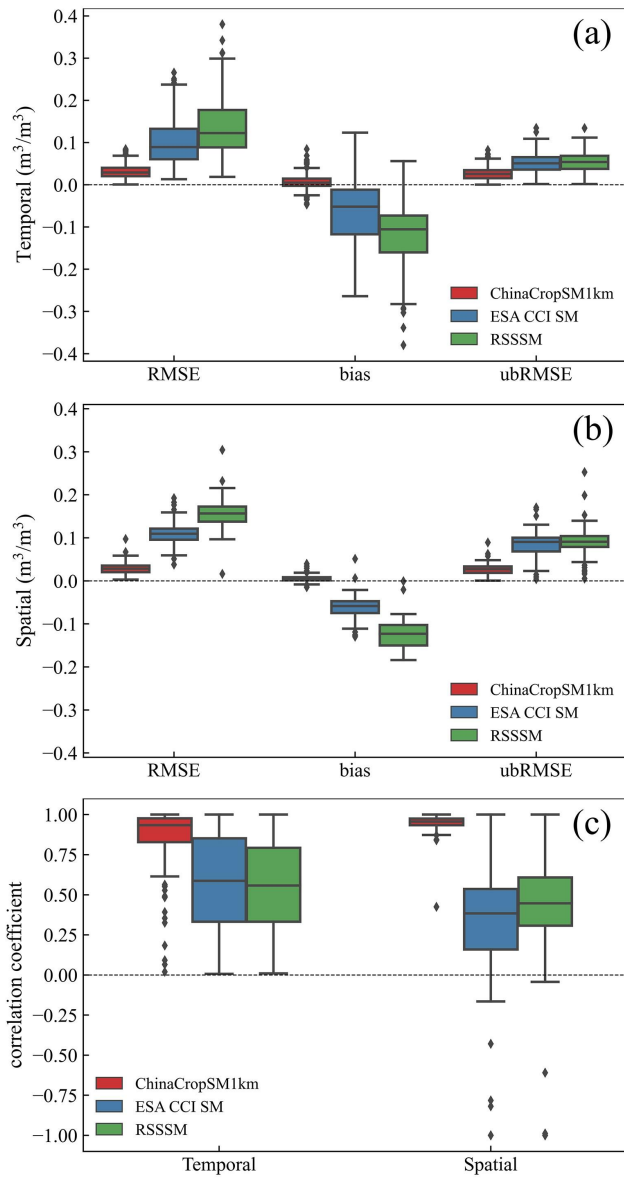 (a)
0.4
0.3
0.2
0.1
0.0
−0.1
−0.2
−0.3
−0.4
Temporal (m³/m³)
ChinaCropSM1km
ESA CCI SM
RSSSM
RMSE bias ubRMSE
(b)
0.4
0.3
0.2
0.1
0.0
−0.1
−0.2
−0.3
−0.4
Spatial (m³/m³)
ChinaCropSM1km
ESA CCI SM
RSSSM
RMSE bias ubRMSE
(c)
1.00
0.75
0.50
0.25
0.00
−0.25
−0.50
−0.75
−1.00
correlation coefficient
ChinaCropSM1km
ESA CCI SM
RSSSM
Temporal Spatial